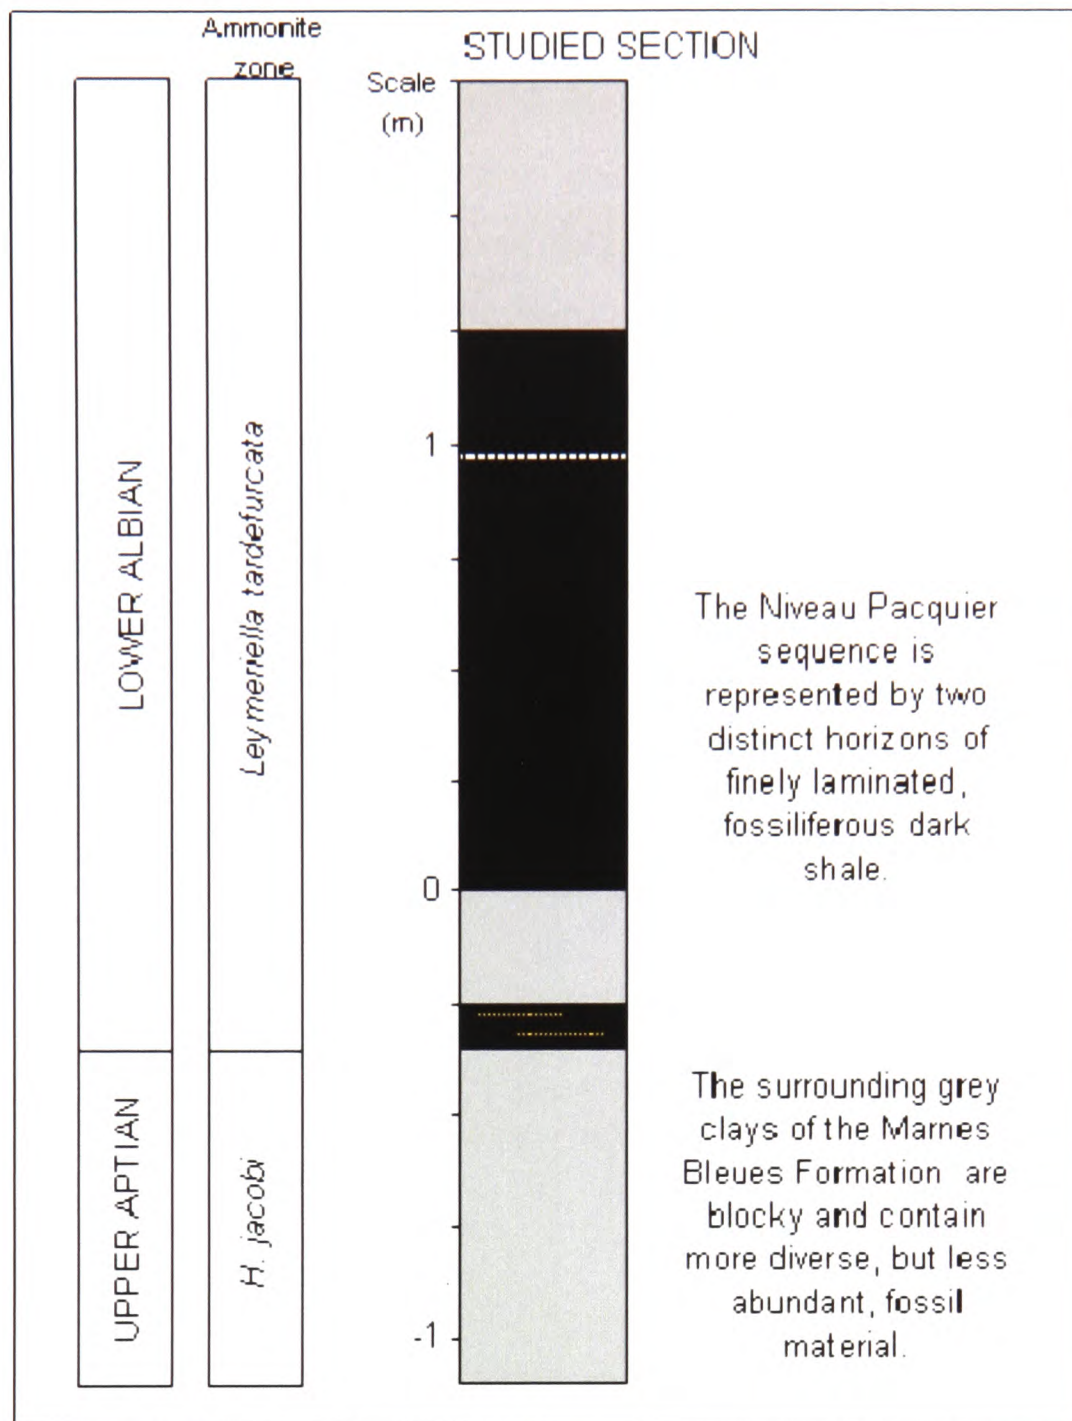 Ammonite
zone
STUDIED SECTION
Scale
(m)
LOWER ALBIAN
Leymeriella tardefurcata
1
The Niveau Pacquier
sequence is
represented by two
distinct horizons of
finely laminated,
fossiliferous dark
shale.
0
UPPER APTIAN
H. jacobi
The surrounding grey
clays of the Marnes
Bleues Formation are
blocky and contain
more diverse, but less
abundant, fossil
material.
-1